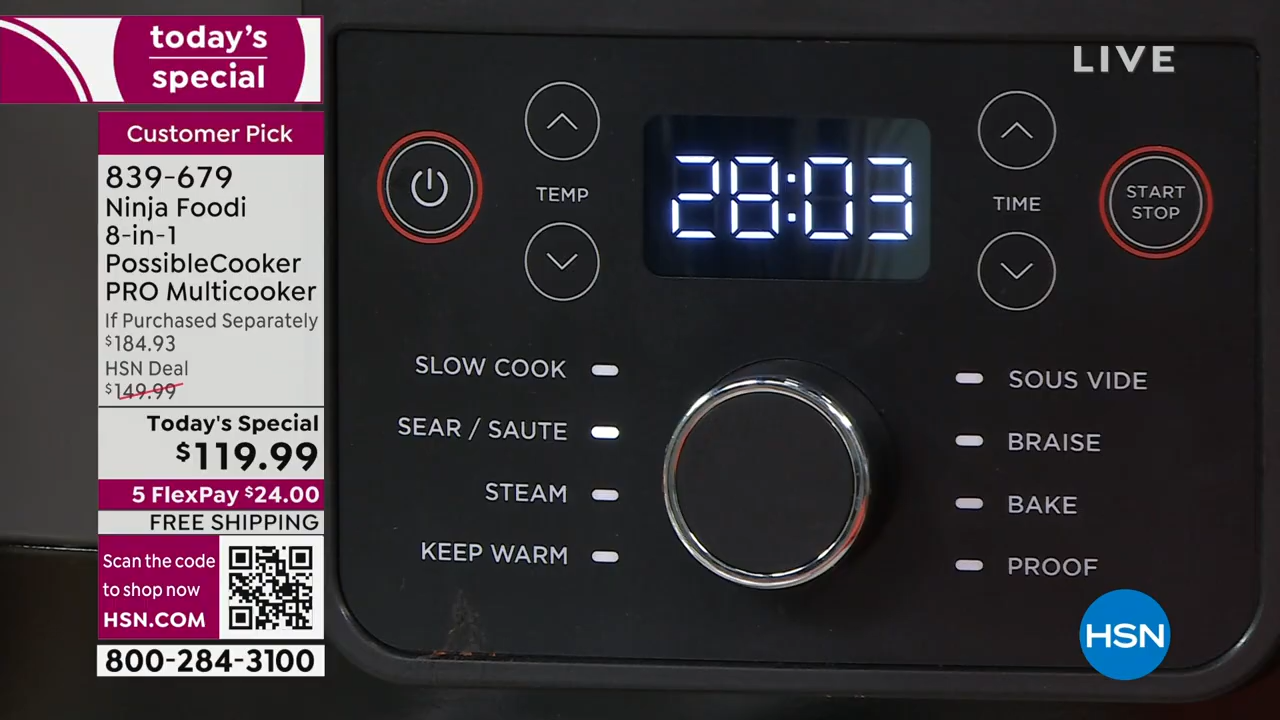 today's
special
Customer Pick
839-679
Ninja Foodi
8-in-1
PossibleCooker
PRO Multicooker
If Purchased Separately
$184.93
HSN Deal
$149.99
Today's Special
$119.99
5 FlexPay $24.00
FREE SHIPPING
Scan the code
to shop now
HSN.COM
800-284-3100
LIVE
TEMP
28:03
TIME
START
STOP
SLOW COOK
SEAR / SAUTE
STEAM
KEEP WARM
SOUS VIDE
BRAISE
BAKE
PROOF
HSN